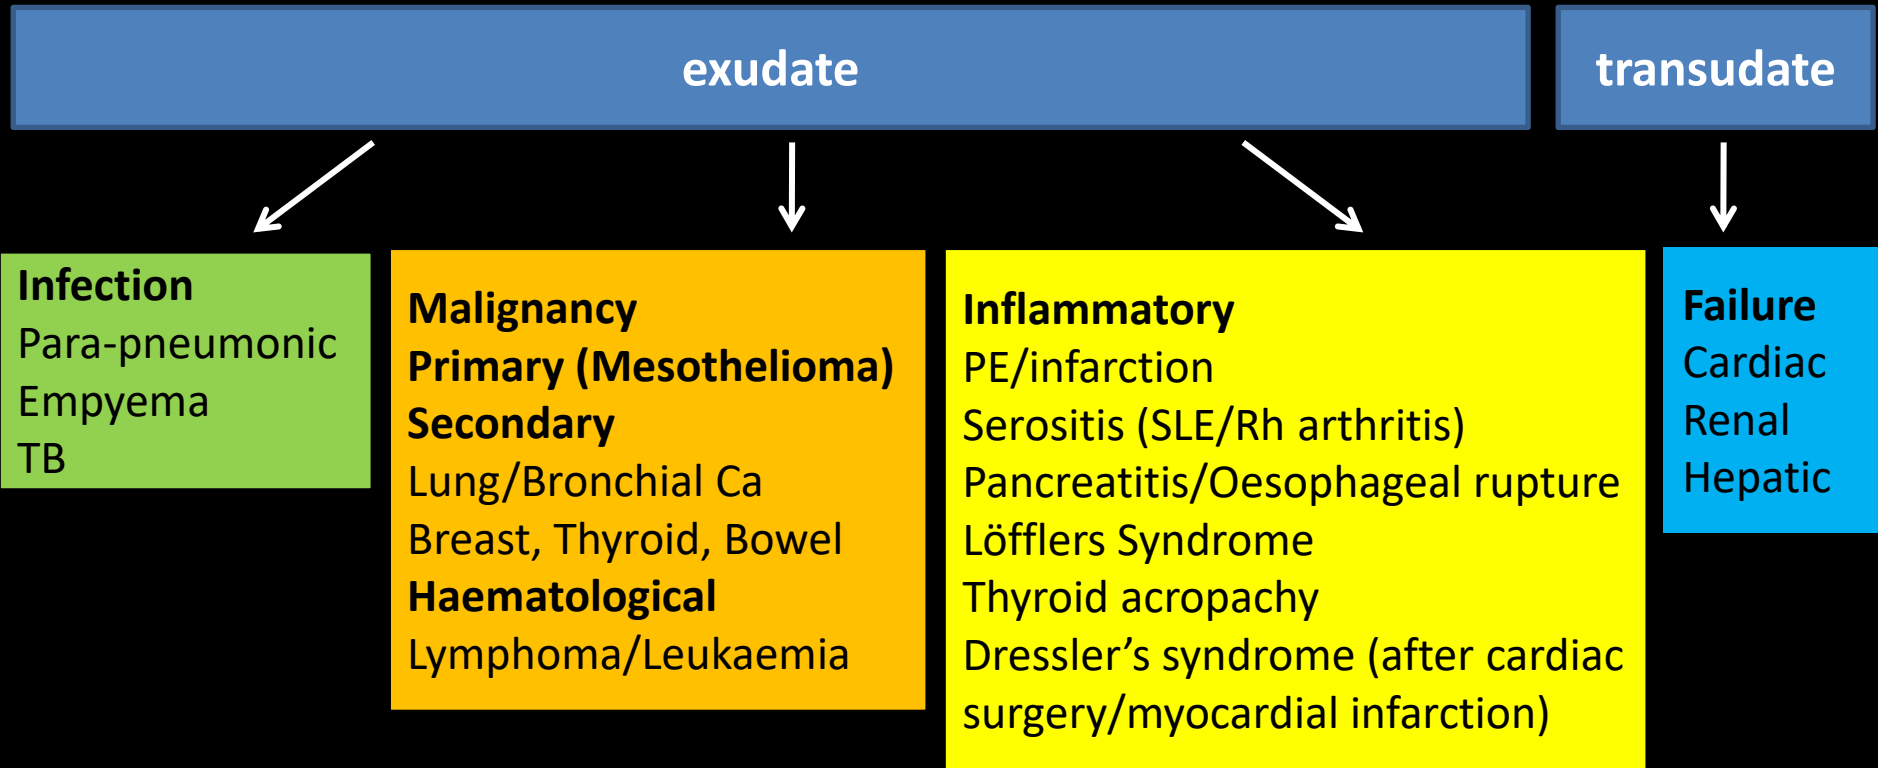 exudate
transudate
Infection
Para-pneumonic
Empyema
TB
Malignancy
Primary (Mesothelioma)
Secondary
Lung/Bronchial Ca
Breast, Thyroid, Bowel
Haematological
Lymphoma/Leukaemia
Inflammatory
PE/infarction
Serositis (SLE/Rh arthritis)
Pancreatitis/Oesophageal rupture
Löfflers Syndrome
Thyroid acropachy
Dressler’s syndrome (after cardiac
surgery/myocardial infarction)
Failure
Cardiac
Renal
Hepatic